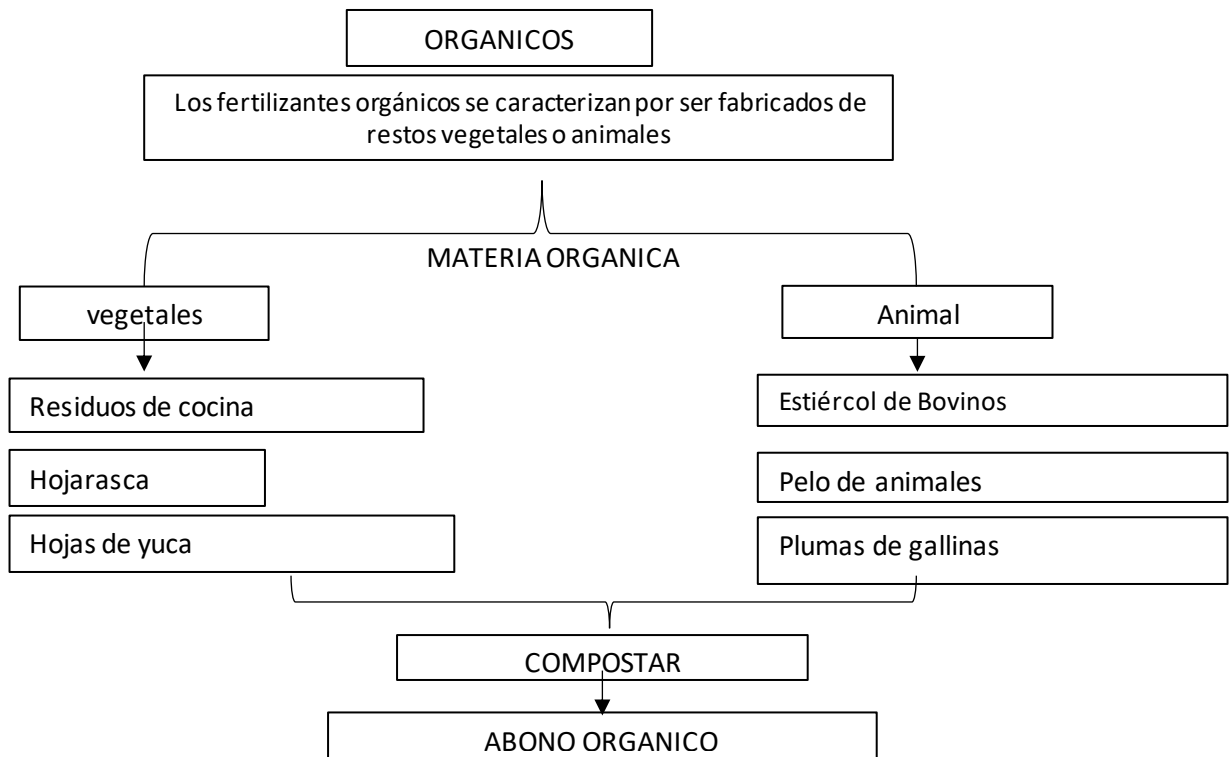 ORGANICOS
Los fertilizantes orgánicos se caracterizan por ser fabricados de
restos vegetales o animales
MATERIA ORGANICA
vegetales
Animal
Residuos de cocina
Estiércol de Bovinos
Hojarasca
Pelo de animales
Hojas de yuca
Plumas de gallinas
COMPOSTAR
ABONO ORGANICO